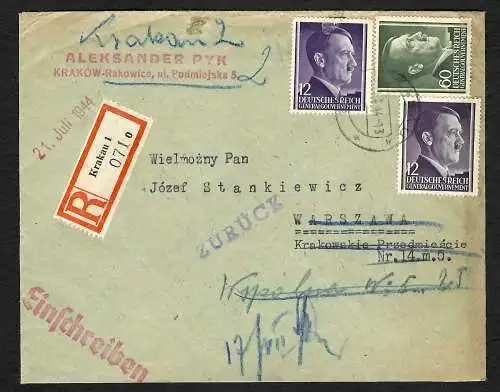 Krakau 2
ALEKSANDER PYK
KRAKÓW-Rakowice, ul. Podmiejska 5.
2
21. Juli 1944
R
Krakau 1
071 o
12
DEUTSCHES REICH
GENERALGOUVERNEMENT
60
DEUTSCHES REICH
GENERALGOUVERNEMENT
12
DEUTSCHES REICH
GENERALGOUVERNEMENT
Wielmożny Pan
Józef Stankiewicz
ZURÜCK
WARSZAWA
Krakowskie Przedmieście
Nr.14.m.5.
Einschreiben